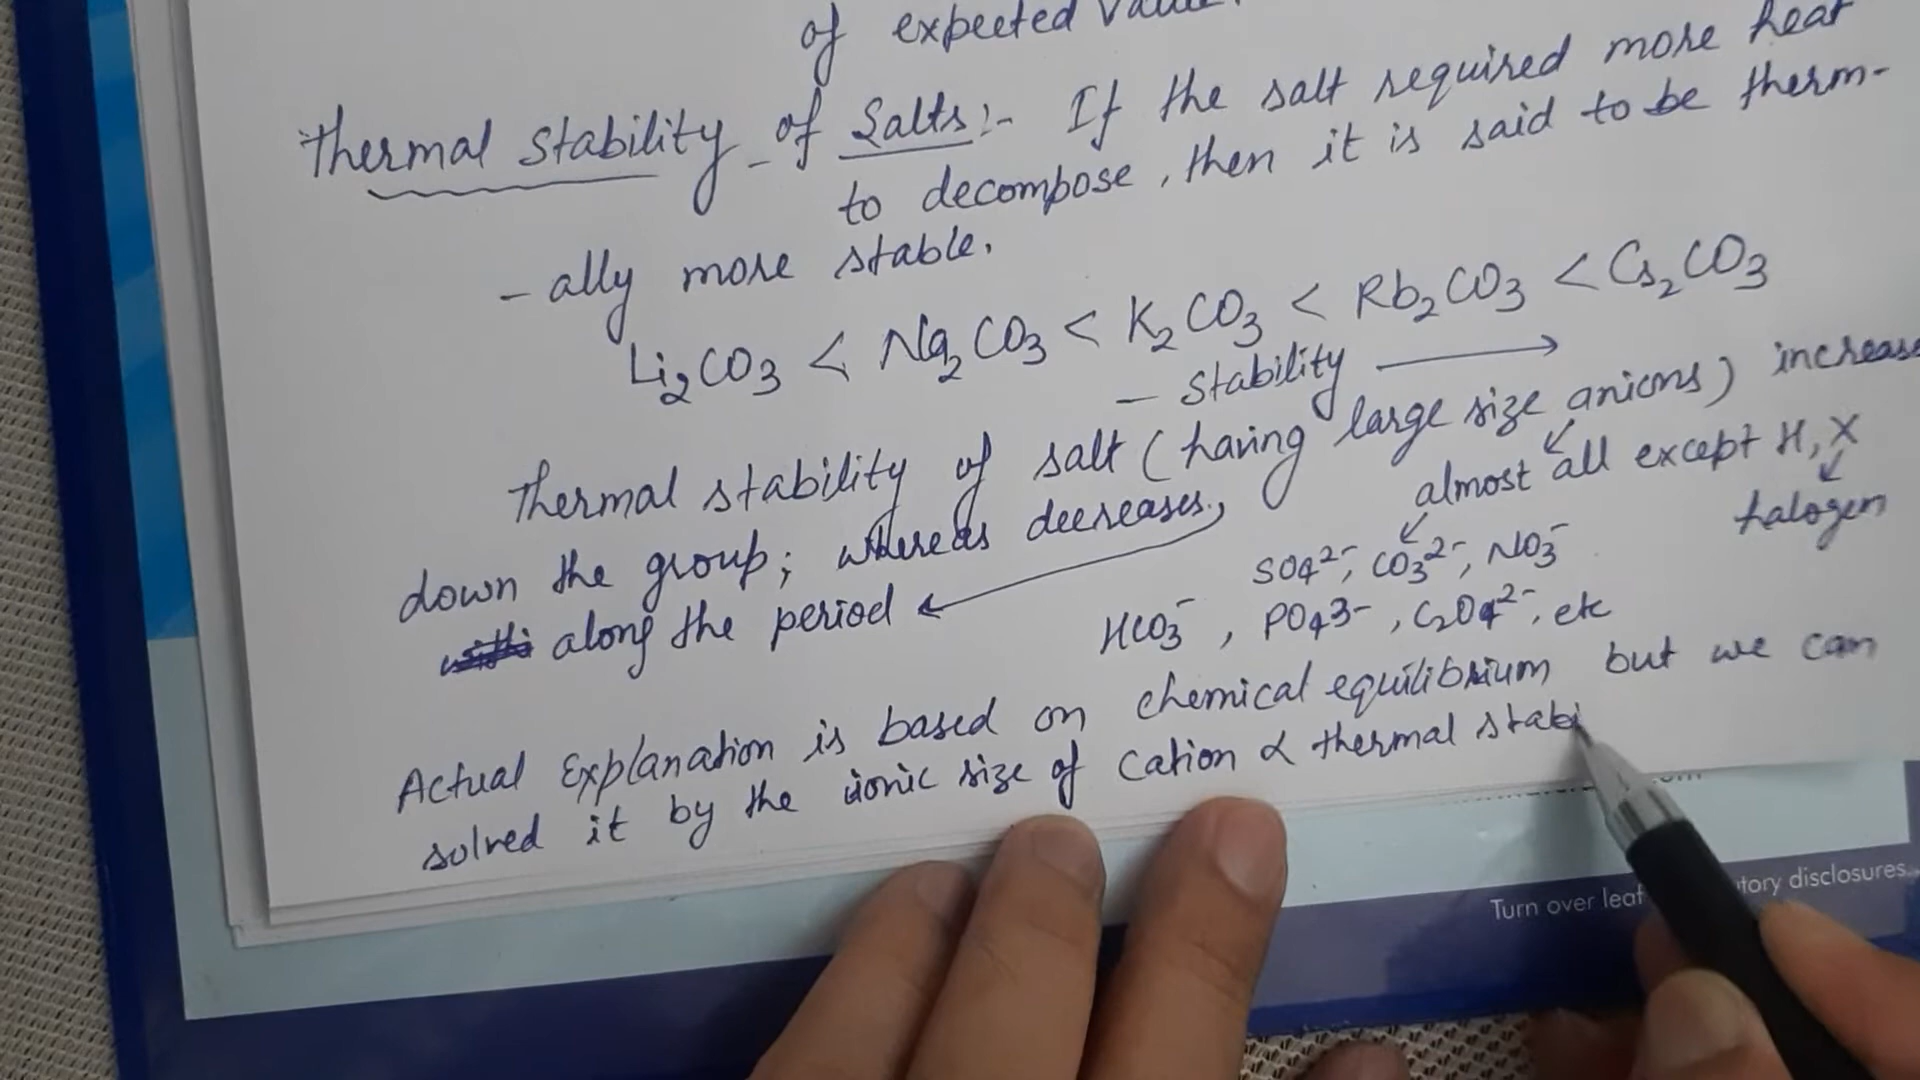 of expected value.
Thermal Stability of Salts:- If the salt required more heat
to decompose, then it is said to be therm-
-ally more stable.
Li₂CO₃ < Na₂CO₃ < K₂CO₃ < Rb₂CO₃ < Cs₂CO₃
- Stability →
Thermal stability of salt (having large size anions) increase
down the group; whereas decreases,
along the period ←
almost all except H, X
halogen
SO₄²⁻, CO₃²⁻, NO₃⁻
HCO₃⁻, PO₄³⁻, C₂O₄²⁻, etc
Actual Explanation is based on chemical equilibrium but we can
solved it by the ionic size of cation ∝ thermal stabi
Turn over leaf
tory disclosures